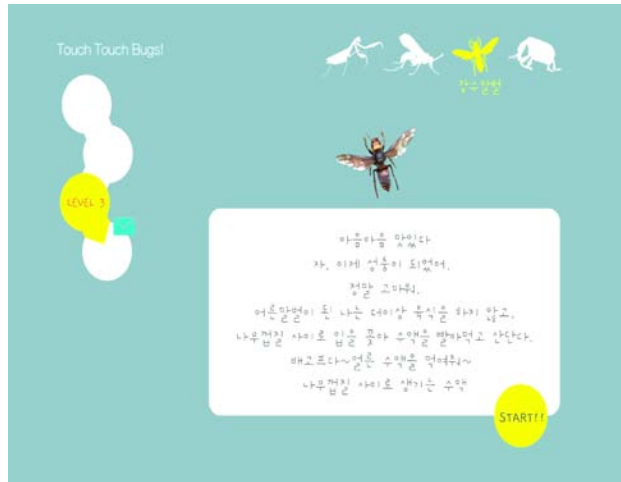 Touch Touch Bugs!
장수말벌
LEVEL 3
아음아음 맛있다
자, 이제 성충이 되었어.
정말 고마워.
어른말벌이 된 나는 더이상 육식을 하지 않고,
나무껍질 사이로 입을 꽂아 수액을 빨아먹고 산단다.
배고프다~얼른 수액을 먹여줘~
나무껍질 사이로 생기는 수액
START!!